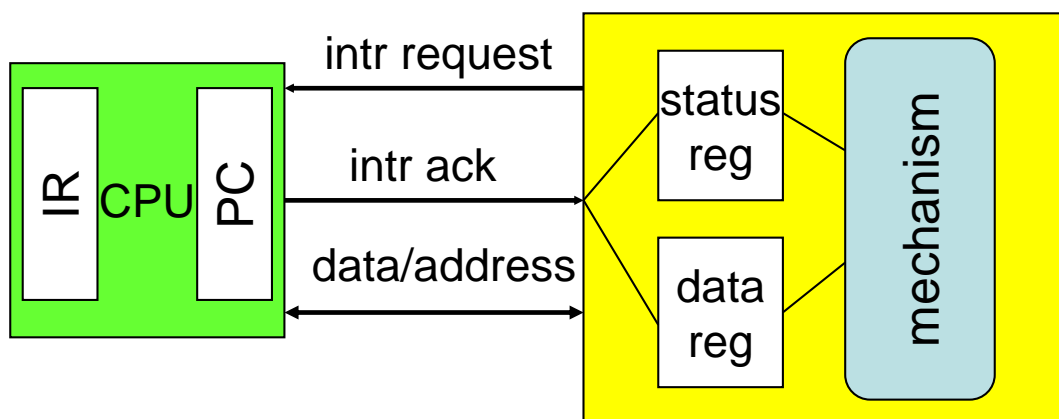 intr request
IR
CPU
PC
intr ack
data/address
status
reg
data
reg
mechanism